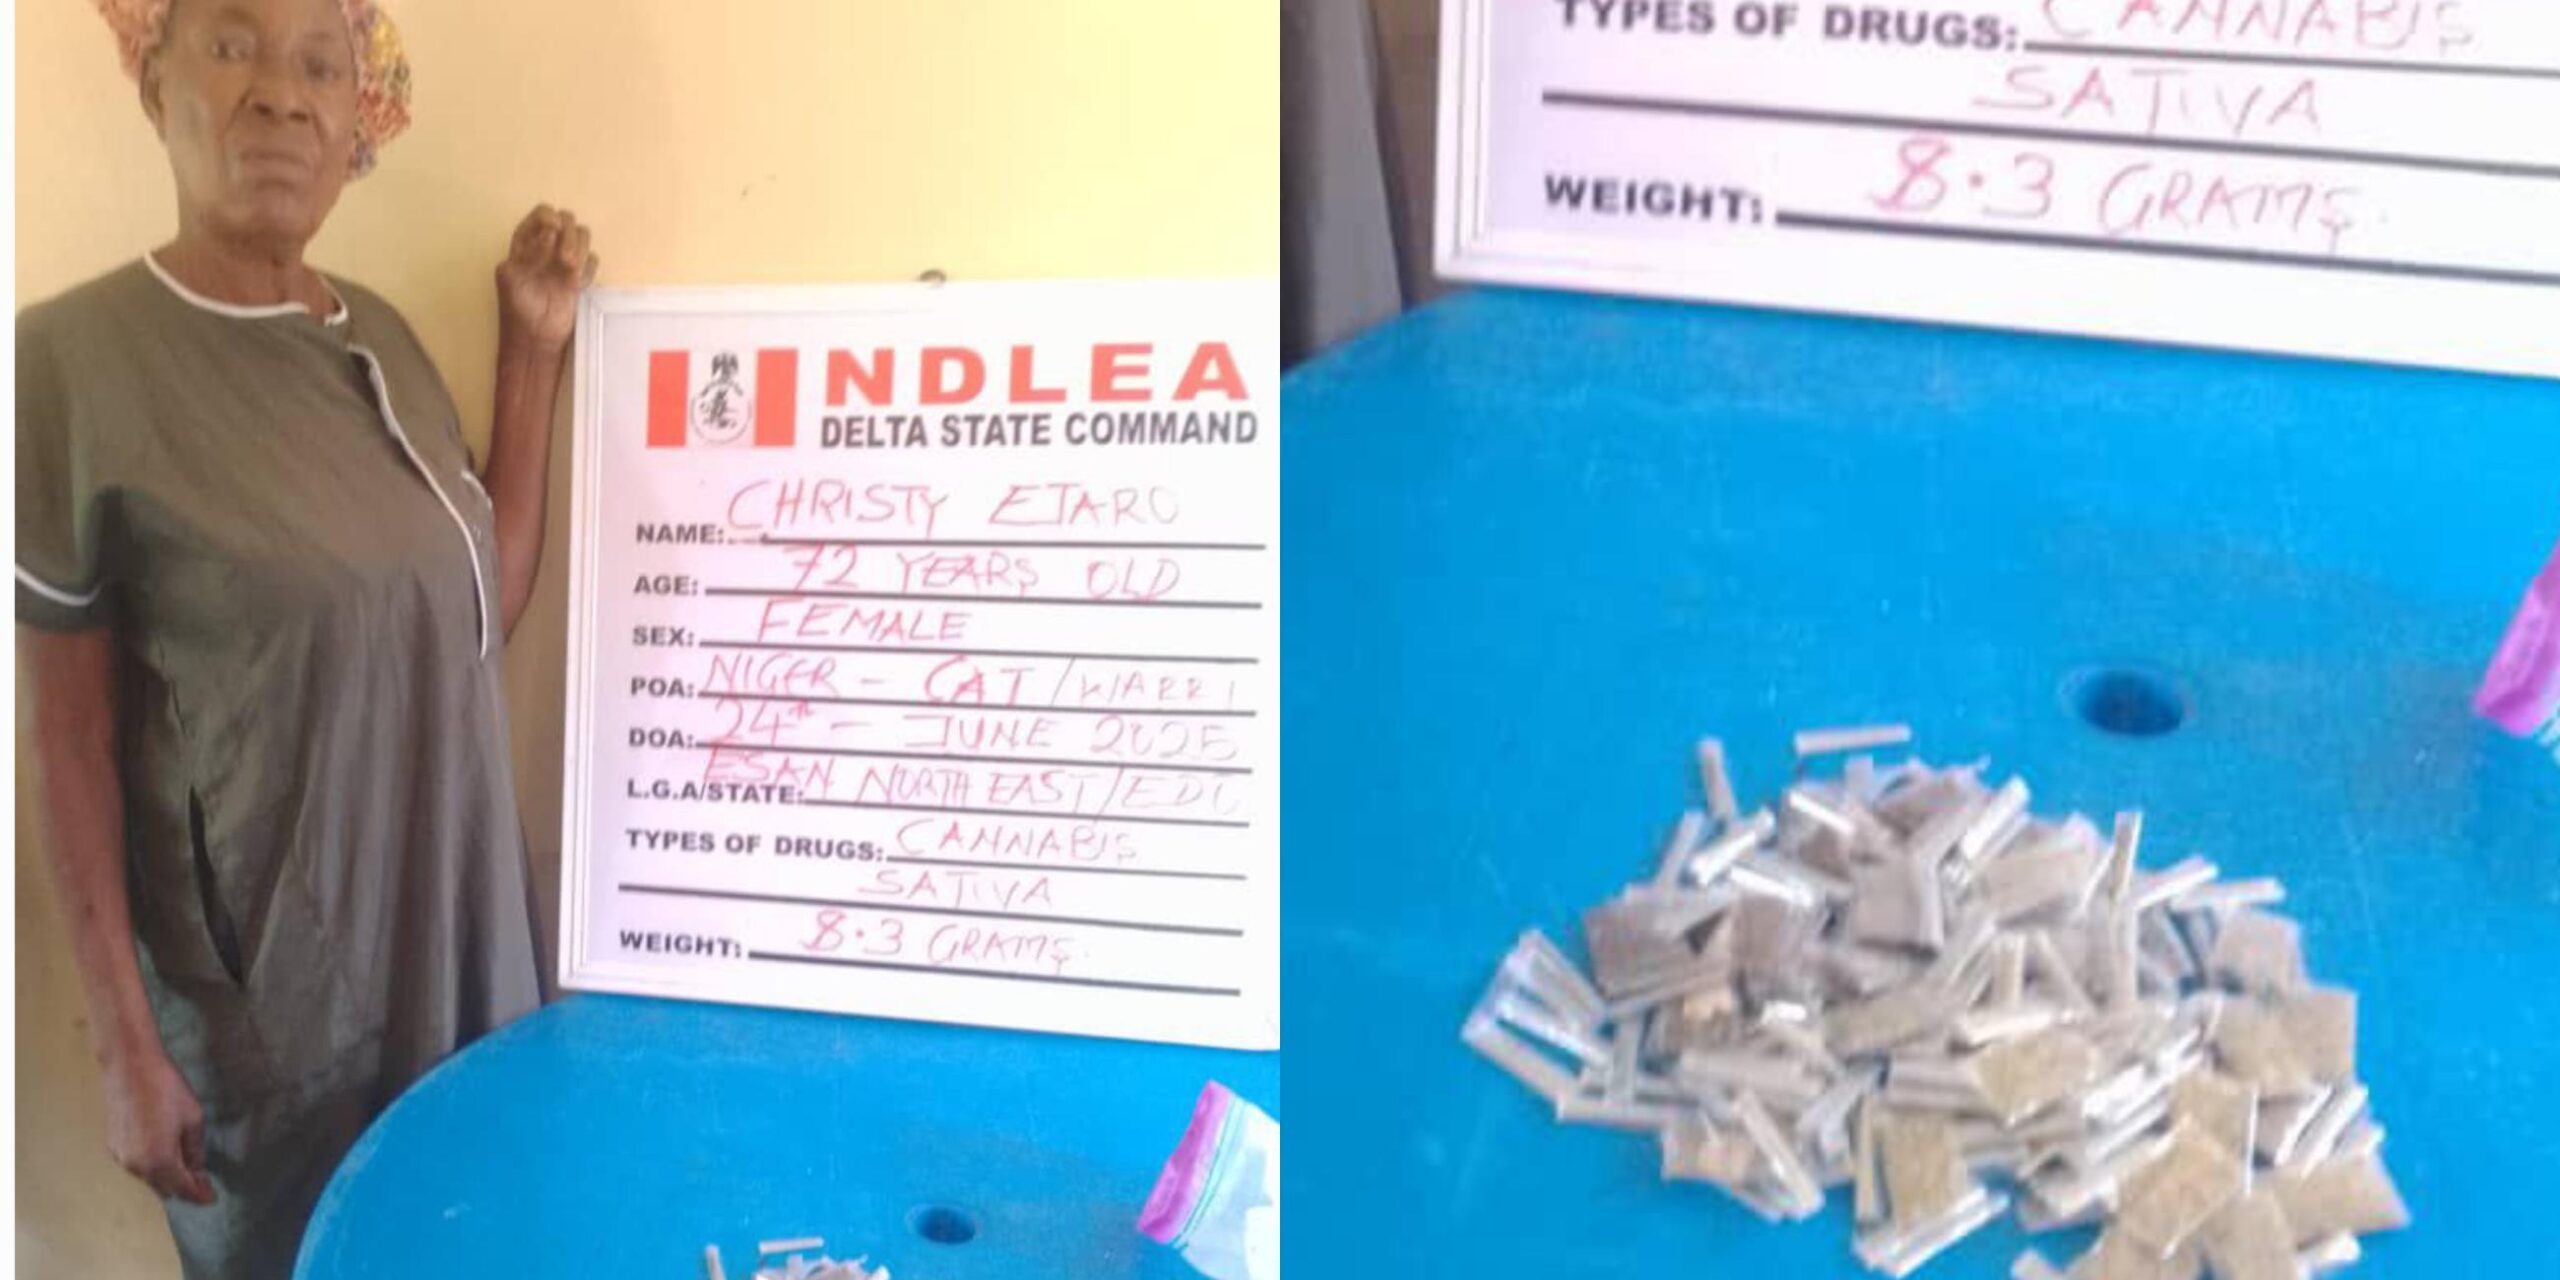 NDLEA
DELTA STATE COMMAND
NAME: CHRISTY ETARO
AGE: 72 YEARS OLD
SEX: FEMALE
POA: NIGER - CAT / WARRI
DOA: 24th - JUNE 2025
L.G.A/STATE: ESAN NORTH EAST/EDO
TYPES OF DRUGS: CANNABIS
SATIVA
WEIGHT: 8.3 GRAMS.
TYPES OF DRUGS: CANNABIS
SATIVA
WEIGHT: 8.3 GRAMS.